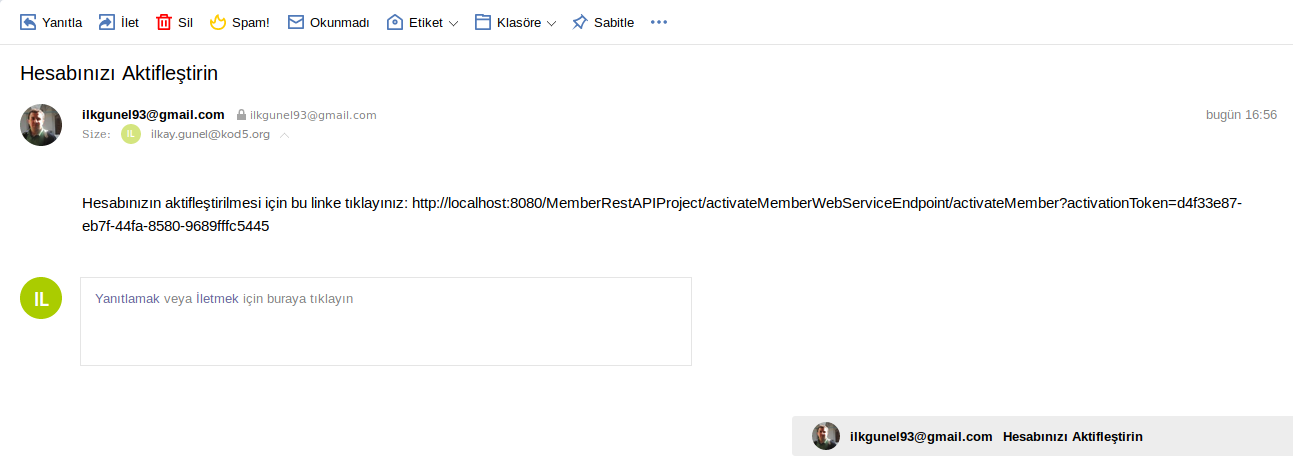 Yanıtla İlet Sil Spam! Okunmadı Etiket Klasöre Sabitle
Hesabınızı Aktifleştirin
ilkgunel93@gmail.com ilkgunel93@gmail.com bugün 16:56
Size: IL ilkay.gunel@kod5.org
Hesabınızın aktifleştirilmesi için bu linke tıklayınız: http://localhost:8080/MemberRestAPIProject/activateMemberWebServiceEndpoint/activateMember?activationToken=d4f33e87-
eb7f-44fa-8580-9689fffc5445
IL Yanıtlamak veya İletmek için buraya tıklayın
ilkgunel93@gmail.com Hesabınızı Aktifleştirin